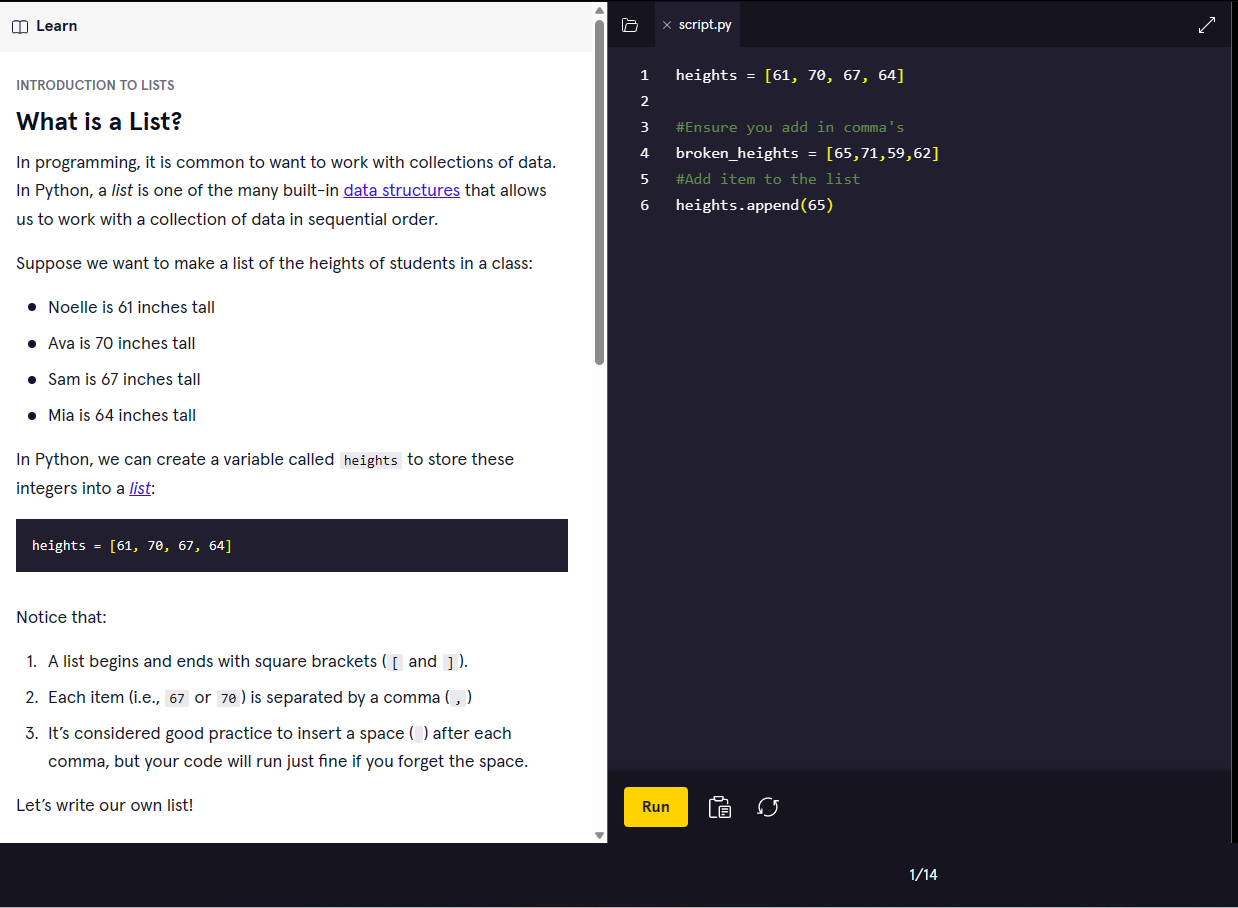 Learn
INTRODUCTION TO LISTS
What is a List?
In programming, it is common to want to work with collections of data.
In Python, a list is one of the many built-in data structures that allows
us to work with a collection of data in sequential order.
Suppose we want to make a list of the heights of students in a class:
Noelle is 61 inches tall
Ava is 70 inches tall
Sam is 67 inches tall
Mia is 64 inches tall
In Python, we can create a variable called heights to store these
integers into a list:
heights = [61, 70, 67, 64]
Notice that:
1. A list begins and ends with square brackets ( [ and ] ).
2. Each item (i.e., 67 or 70 ) is separated by a comma ( , )
3. It's considered good practice to insert a space ( ) after each
comma, but your code will run just fine if you forget the space.
Let's write our own list!
× script.py
1 heights = [61, 70, 67, 64]
2
3 #Ensure you add in comma's
4 broken_heights = [65,71,59,62]
5 #Add item to the list
6 heights.append(65)
Run
1/14